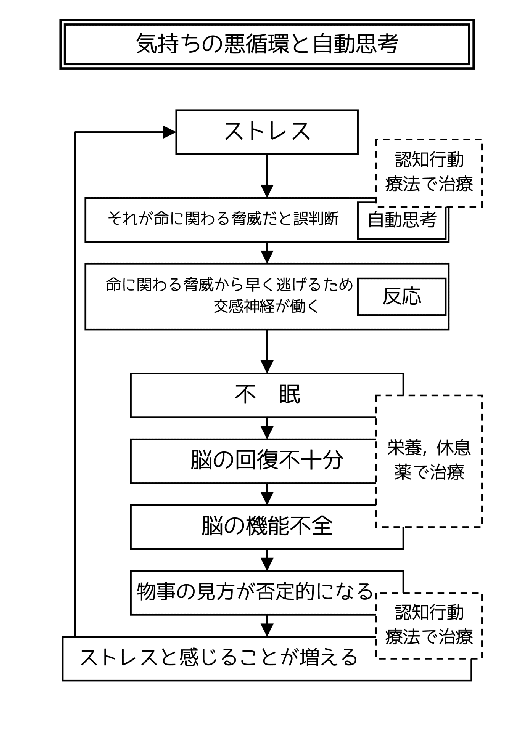 気持ちの悪循環と自動思考
ストレス
認知行動
療法で治療
それが命に関わる脅威だと誤判断
自動思考
命に関わる脅威から早く逃げるため
交感神経が働く
反応
不　眠
脳の回復不十分
栄養, 休息
薬で治療
脳の機能不全
物事の見方が否定的になる
認知行動
療法で治療
ストレスと感じることが増える